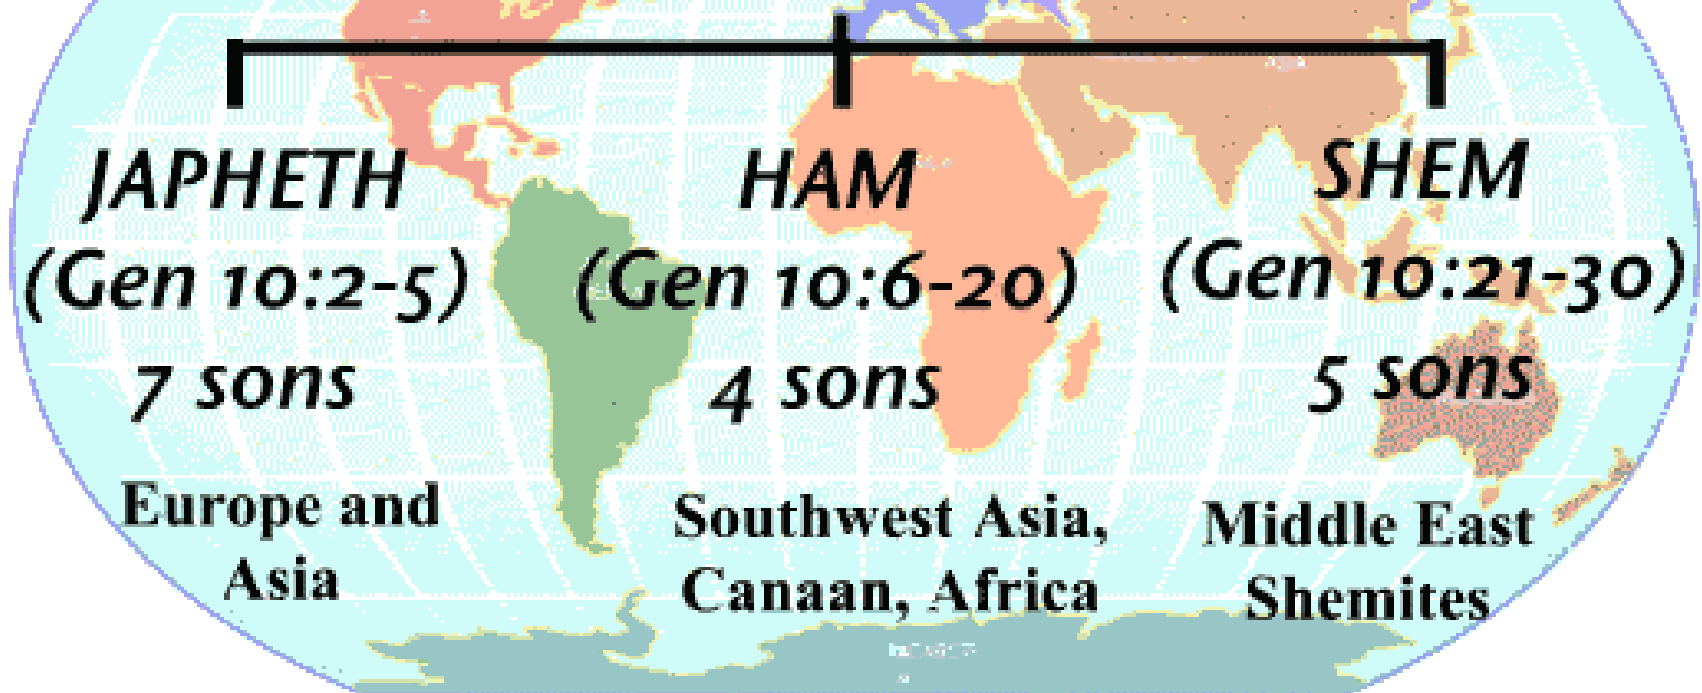 JAPHETH
(Gen 10:2-5)
7 sons
Europe and
Asia
HAM
(Gen 10:6-20)
4 sons
Southwest Asia,
Canaan, Africa
SHEM
(Gen 10:21-30)
5 sons
Middle East
Shemites